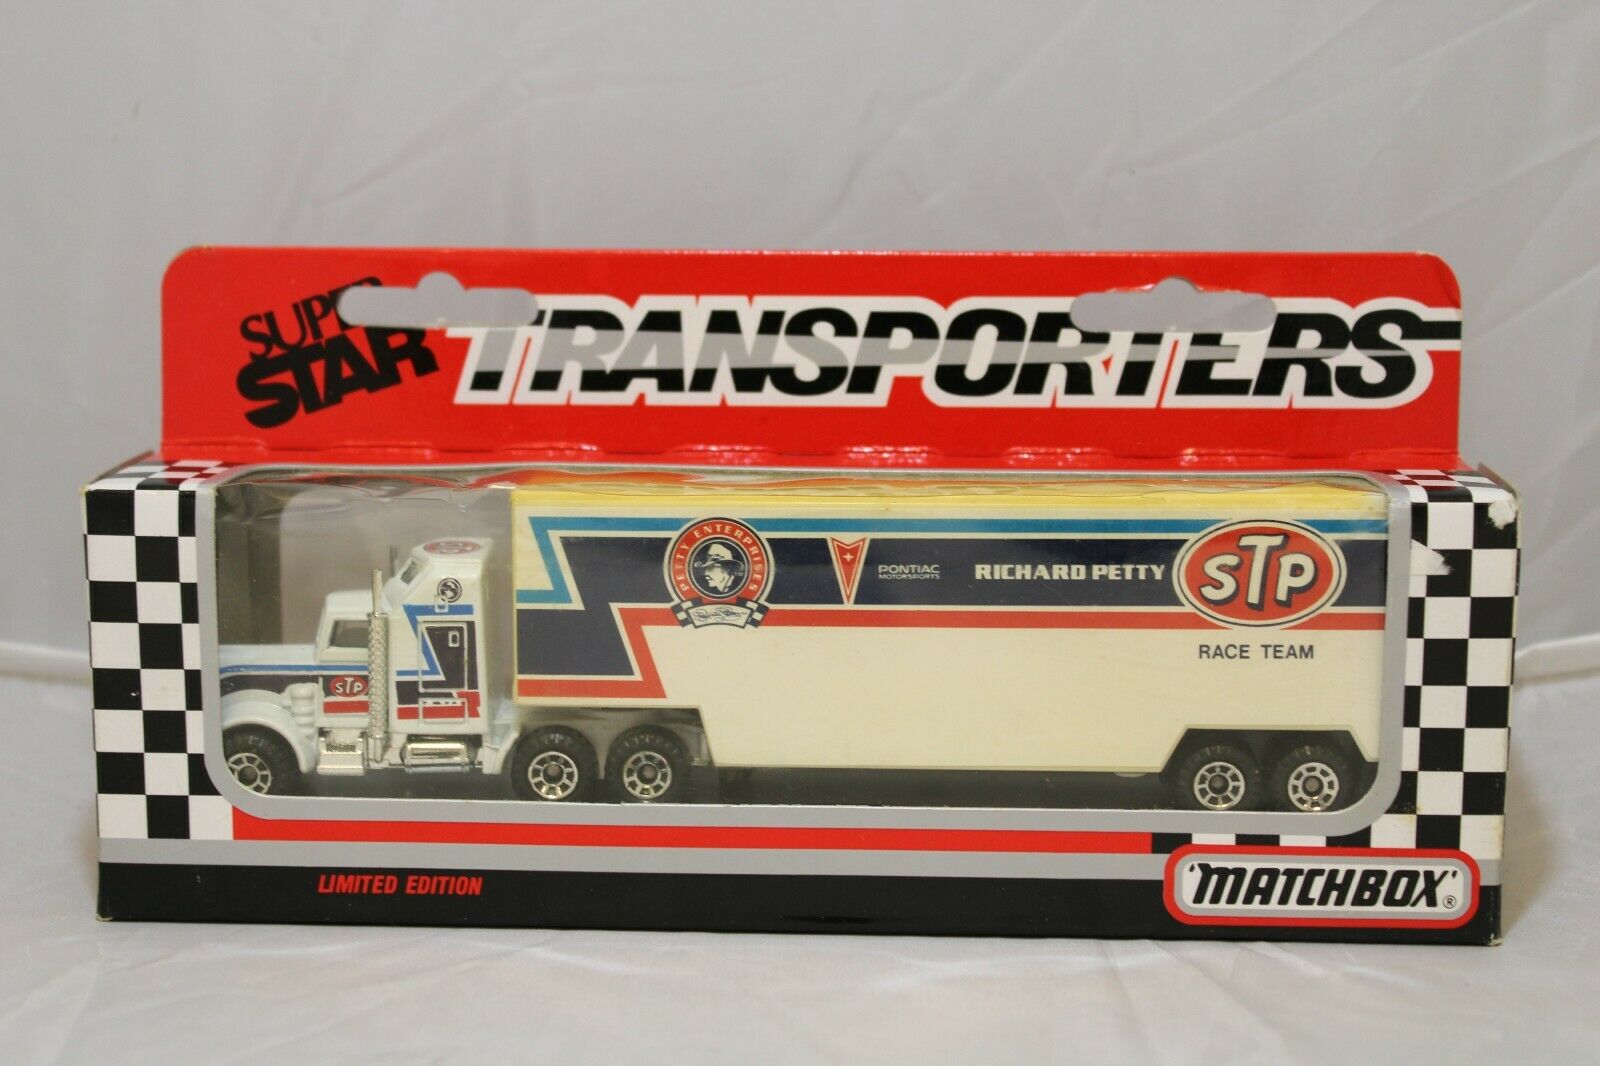 SUPER
STAR
TRANSPORTERS
PETTY ENTERPRISES
PONTIAC
MOTORSPORTS
RICHARD PETTY
STP
RACE TEAM
STP
LIMITED EDITION
'MATCHBOX'®